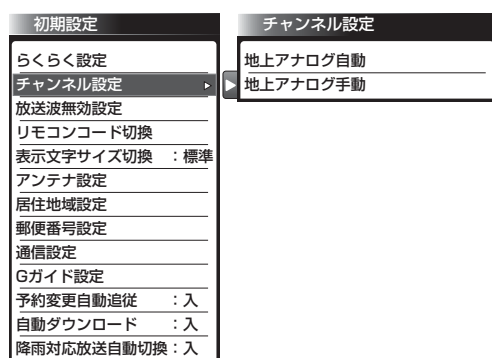 初期設定
らくらく設定
チャンネル設定
放送波無効設定
リモコンコード切換
表示文字サイズ切換 ：標準
アンテナ設定
居住地域設定
郵便番号設定
通信設定
Gガイド設定
予約変更自動追従 ：入
自動ダウンロード ：入
降雨対応放送自動切換：入
チャンネル設定
地上アナログ自動
地上アナログ手動